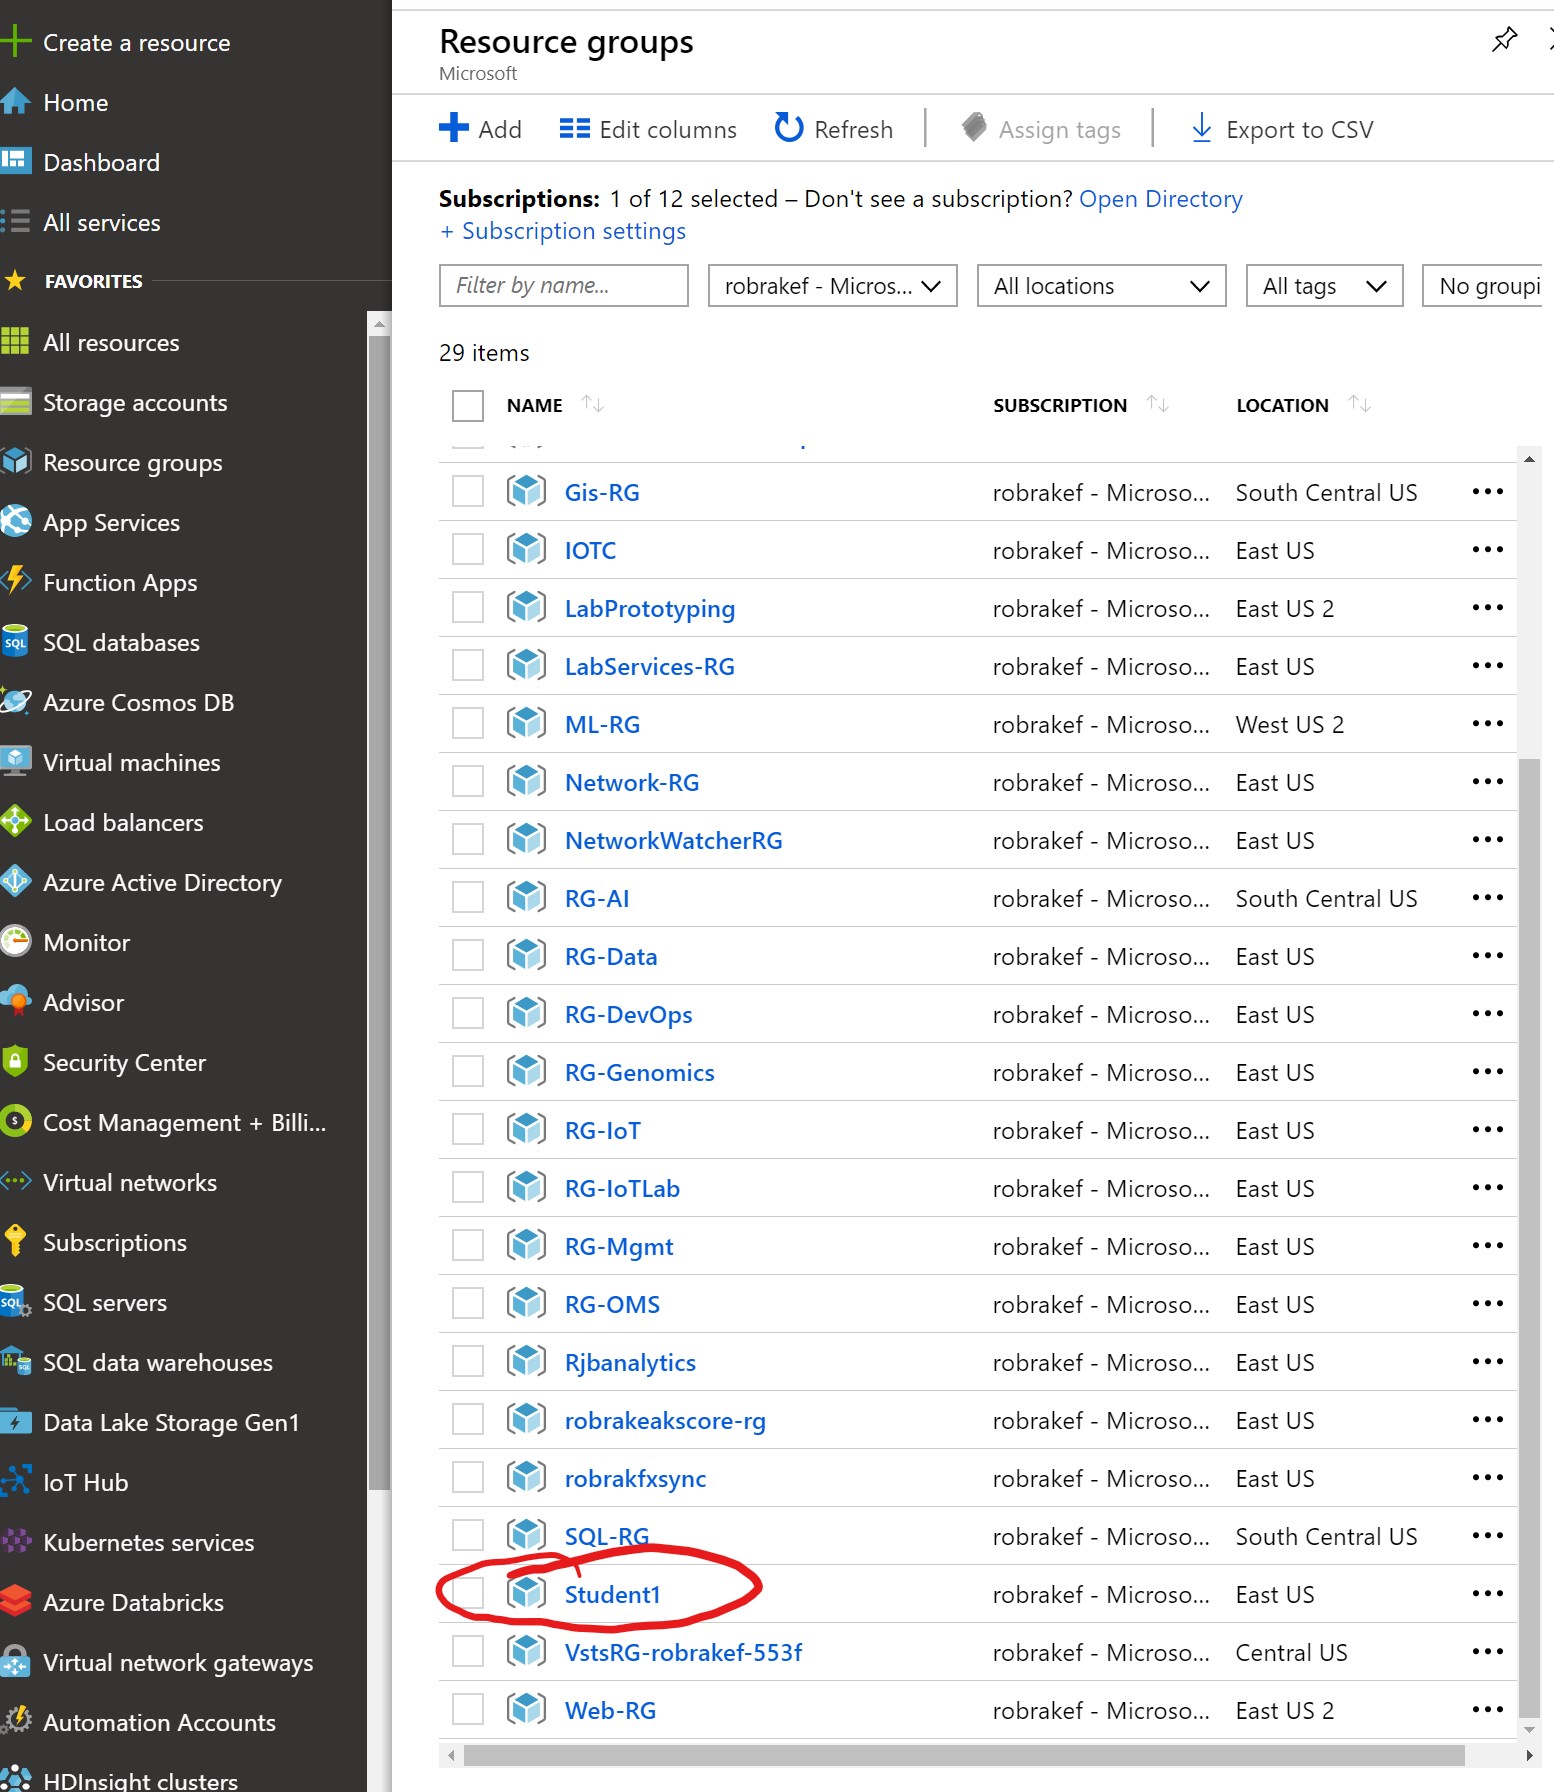 Create a resource
Home
Dashboard
All services
FAVORITES
All resources
Storage accounts
Resource groups
App Services
Function Apps
SQL
SQL databases
Azure Cosmos DB
Virtual machines
Load balancers
Azure Active Directory
Monitor
Advisor
Security Center
$
Cost Management + Billi...
Virtual networks
Subscriptions
SQL
SQL servers
SQL
SQL data warehouses
Data Lake Storage Gen1
IoT Hub
Kubernetes services
Azure Databricks
Virtual network gateways
Automation Accounts
HDInsight clusters
Resource groups
Microsoft
Add Edit columns Refresh Assign tags Export to CSV
Subscriptions: 1 of 12 selected – Don't see a subscription? Open Directory
+ Subscription settings
Filter by name... robrakef - Micros... All locations All tags No groupi
29 items
NAME SUBSCRIPTION LOCATION
Gis-RG robrakef - Microso... South Central US
IOTC robrakef - Microso... East US
LabPrototyping robrakef - Microso... East US 2
LabServices-RG robrakef - Microso... East US
ML-RG robrakef - Microso... West US 2
Network-RG robrakef - Microso... East US
NetworkWatcherRG robrakef - Microso... East US
RG-AI robrakef - Microso... South Central US
RG-Data robrakef - Microso... East US
RG-DevOps robrakef - Microso... East US
RG-Genomics robrakef - Microso... East US
RG-IoT robrakef - Microso... East US
RG-IoTLab robrakef - Microso... East US
RG-Mgmt robrakef - Microso... East US
RG-OMS robrakef - Microso... East US
Rjbanalytics robrakef - Microso... East US
robrakeakscore-rg robrakef - Microso... East US
robrakfxsync robrakef - Microso... East US
SQL-RG robrakef - Microso... South Central US
Student1 robrakef - Microso... East US
VstsRG-robrakef-553f robrakef - Microso... Central US
Web-RG robrakef - Microso... East US 2